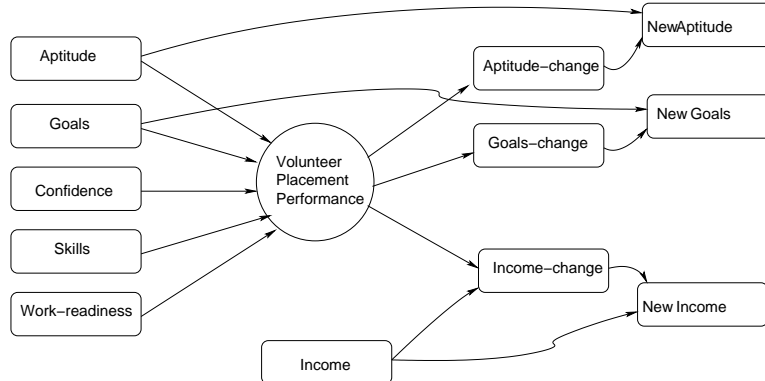 NewAptitude
Aptitude
Aptitude−change
Goals
New Goals
Goals−change
Volunteer
Placement
Performance
Confidence
Skills
Income−change
Work−readiness
New Income
Income